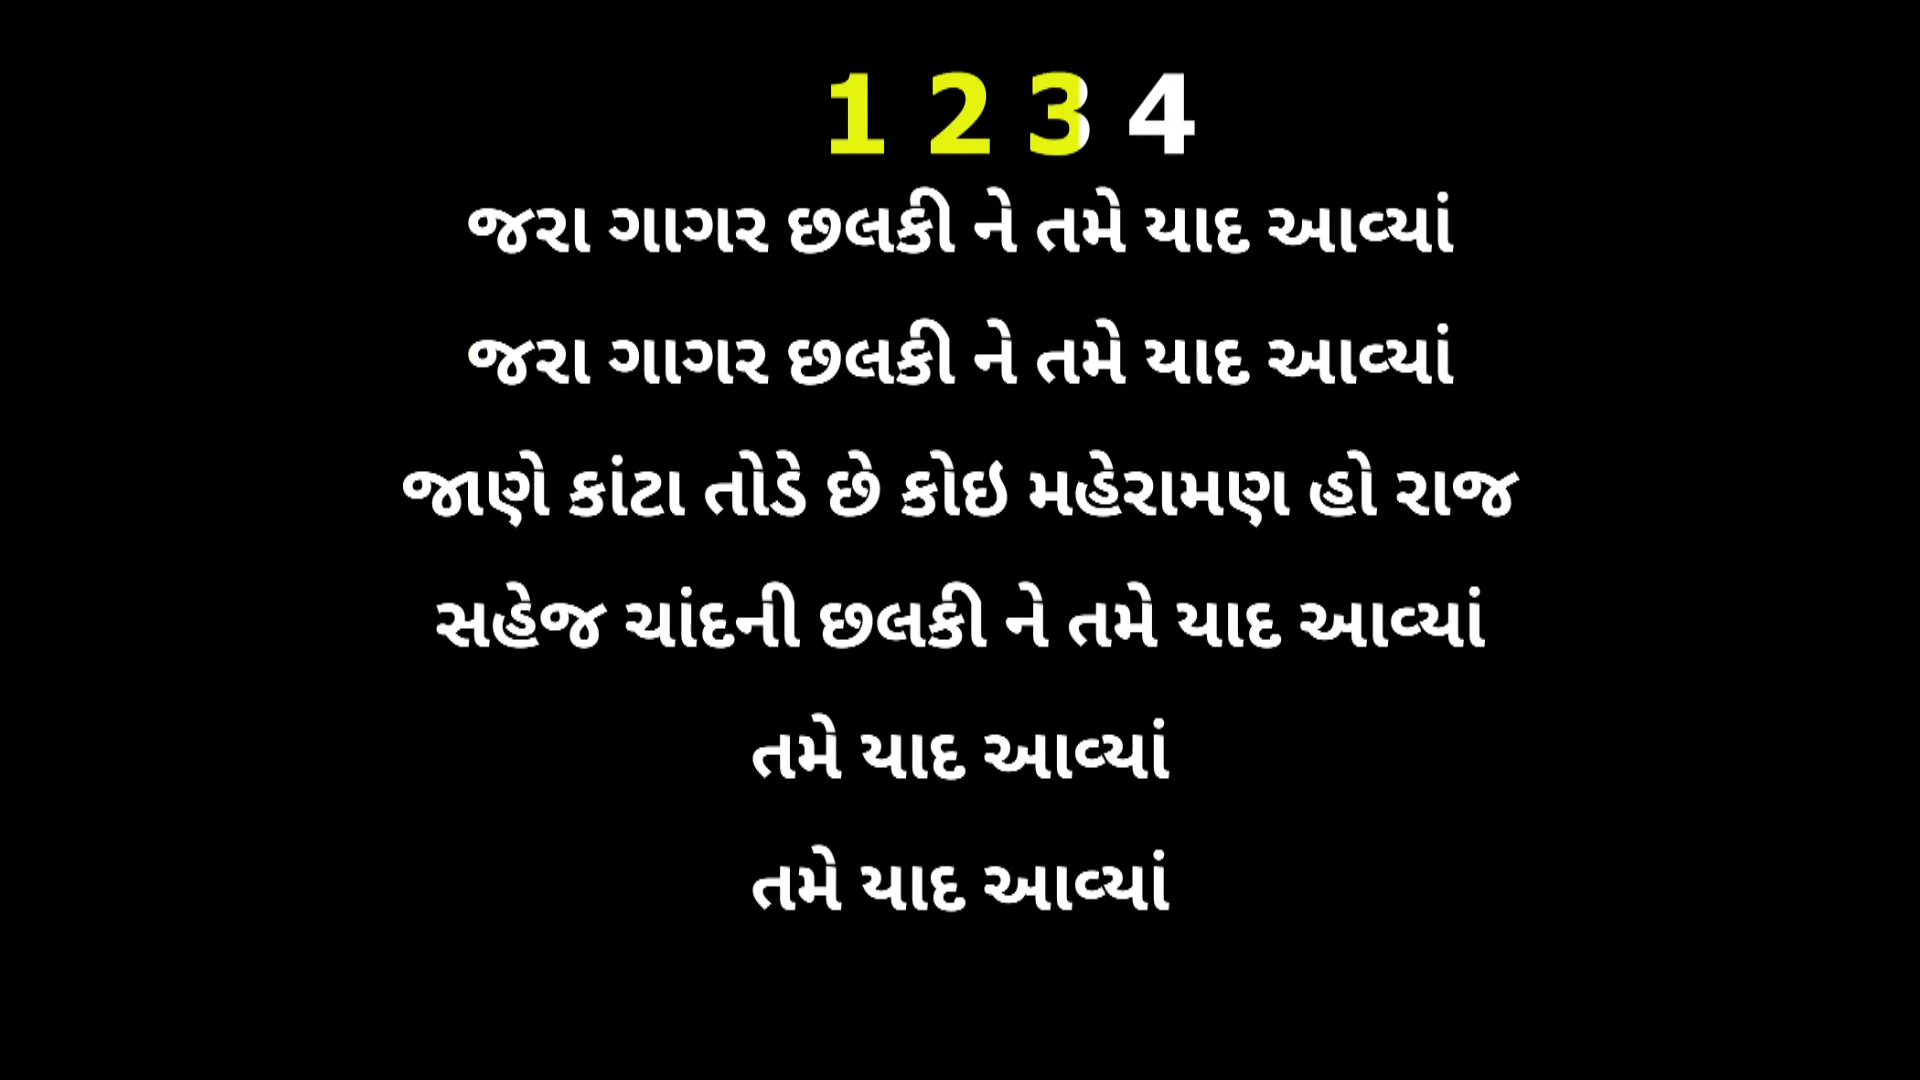 1 2 3 4
જરા ગાગર છલકી ને તમે યાદ આવ્યાં
જરા ગાગર છલકી ને તમે યાદ આવ્યાં
જાણે કાંટા તોડે છે કોઇ મહેરામણ હો રાજ
સહેજ ચાંદની છલકી ને તમે યાદ આવ્યાં
તમે યાદ આવ્યાં
તમે યાદ આવ્યાં